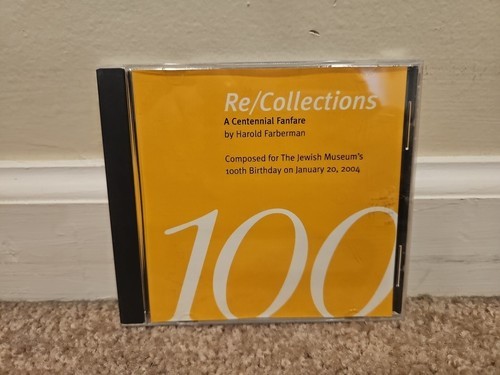 Re/Collections
A Centennial Fanfare
by Harold Farberman
Composed for The Jewish Museum's
100th Birthday on January 20, 2004
100